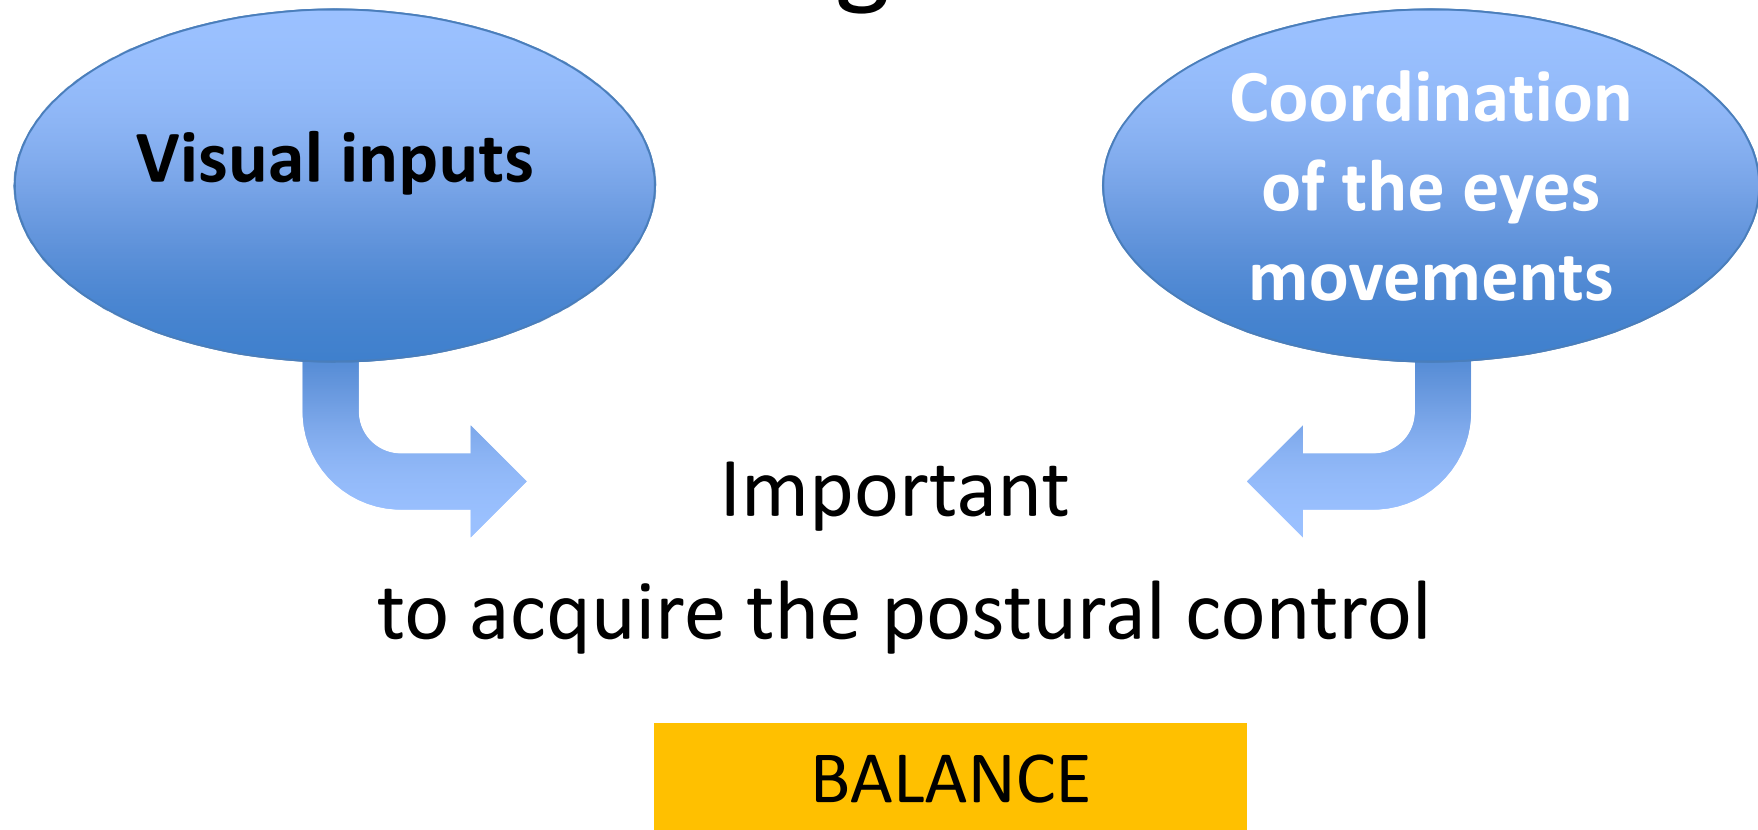 Visual inputs
Coordination
of the eyes
movements
Important
to acquire the postural control
BALANCE